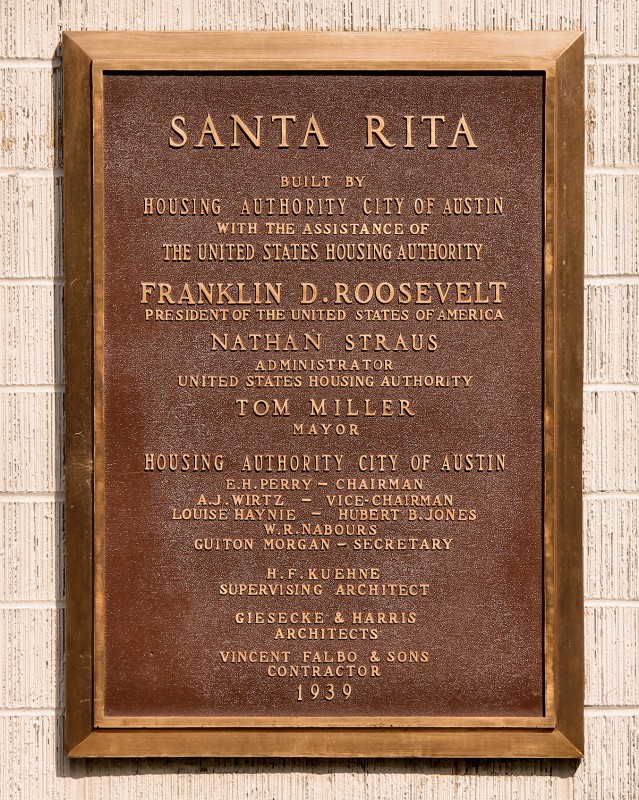 SANTA RITA
BUILT BY
HOUSING AUTHORITY CITY OF AUSTIN
WITH THE ASSISTANCE OF
THE UNITED STATES HOUSING AUTHORITY
FRANKLIN D. ROOSEVELT
PRESIDENT OF THE UNITED STATES OF AMERICA
NATHAN STRAUS
ADMINISTRATOR
UNITED STATES HOUSING AUTHORITY
TOM MILLER
MAYOR
HOUSING AUTHORITY CITY OF AUSTIN
E.H. PERRY – CHAIRMAN
A.J. WIRTZ – VICE-CHAIRMAN
LOUISE HAYNIE – HUBERT B. JONES
W.R. NABOURS
GUITON MORGAN – SECRETARY
H.F. KUEHNE
SUPERVISING ARCHITECT
GIESECKE & HARRIS
ARCHITECTS
VINCENT FALBO & SONS
CONTRACTOR
1939